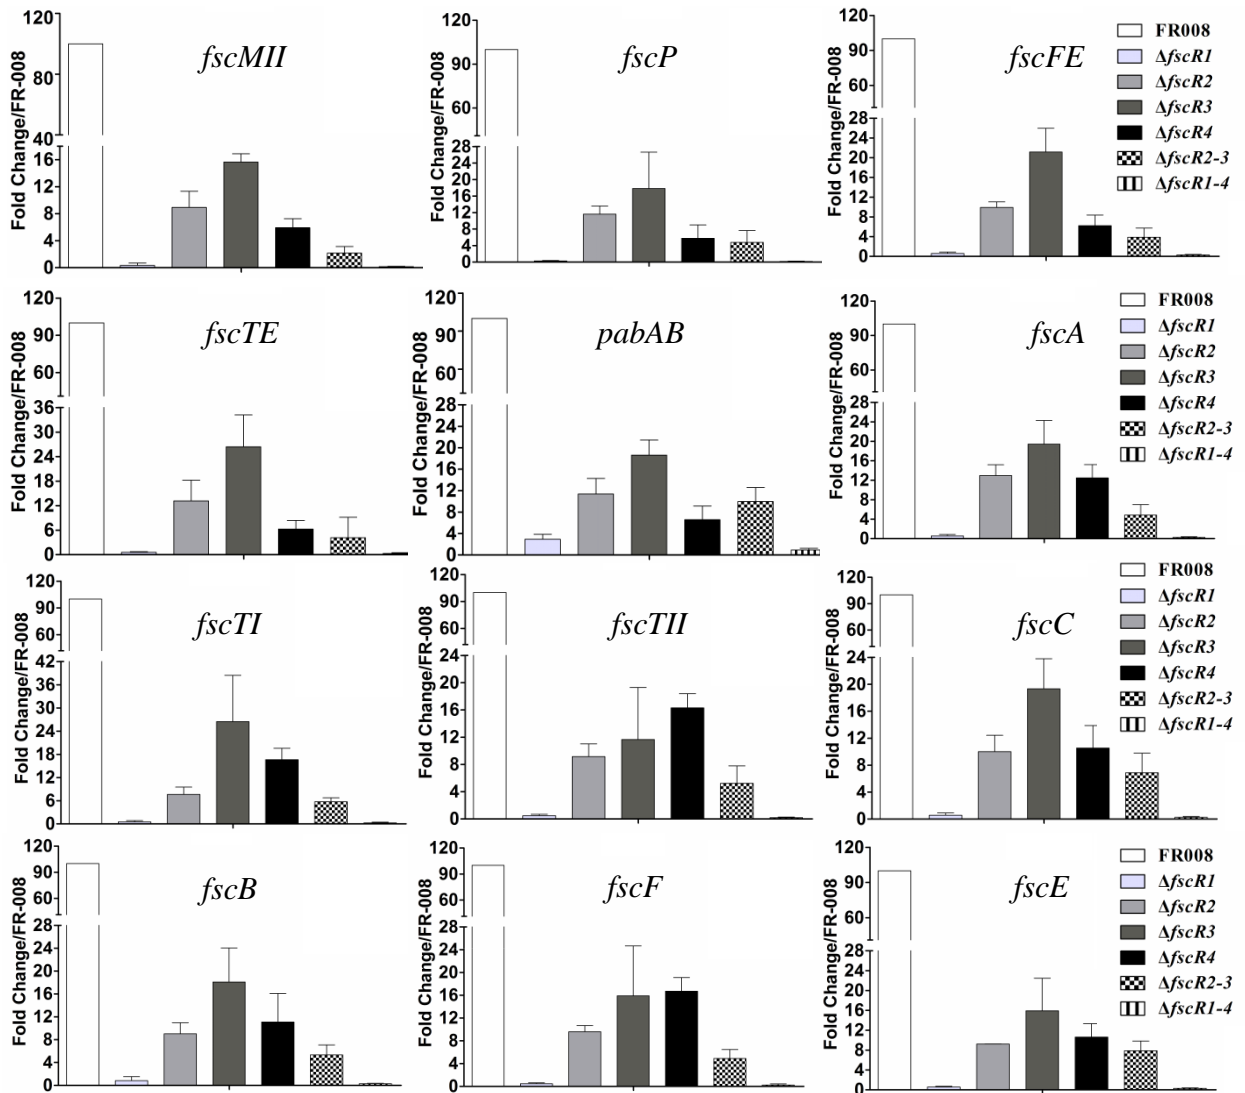 fscMII
Fold Change/FR-008
120
80
40
16
12
8
4
0
fscP
Fold Change/FR-008
120
90
60
28
24
20
16
12
8
4
0
fscFE
Fold Change/FR-008
120
90
60
28
24
20
16
12
8
4
0
FR008
ΔfscR1
ΔfscR2
ΔfscR3
ΔfscR4
ΔfscR2-3
ΔfscR1-4
fscTE
Fold Change/FR-008
120
90
60
36
30
24
18
12
6
0
pabAB
Fold Change/FR-008
120
90
60
28
24
20
16
12
8
4
0
fscA
Fold Change/FR-008
120
90
60
28
24
20
16
12
8
4
0
FR008
ΔfscR1
ΔfscR2
ΔfscR3
ΔfscR4
ΔfscR2-3
ΔfscR1-4
fscTI
Fold Change/FR-008
120
90
60
42
36
30
24
18
12
6
0
fscTII
Fold Change/FR-008
120
90
60
24
20
16
12
8
4
0
fscC
Fold Change/FR-008
120
90
60
24
20
16
12
8
4
0
FR008
ΔfscR1
ΔfscR2
ΔfscR3
ΔfscR4
ΔfscR2-3
ΔfscR1-4
fscB
Fold Change/FR-008
120
90
60
28
24
20
16
12
8
4
0
fscF
Fold Change/FR-008
120
90
60
28
24
20
16
12
8
4
0
fscE
Fold Change/FR-008
120
90
60
28
24
20
16
12
8
4
0
FR008
ΔfscR1
ΔfscR2
ΔfscR3
ΔfscR4
ΔfscR2-3
ΔfscR1-4